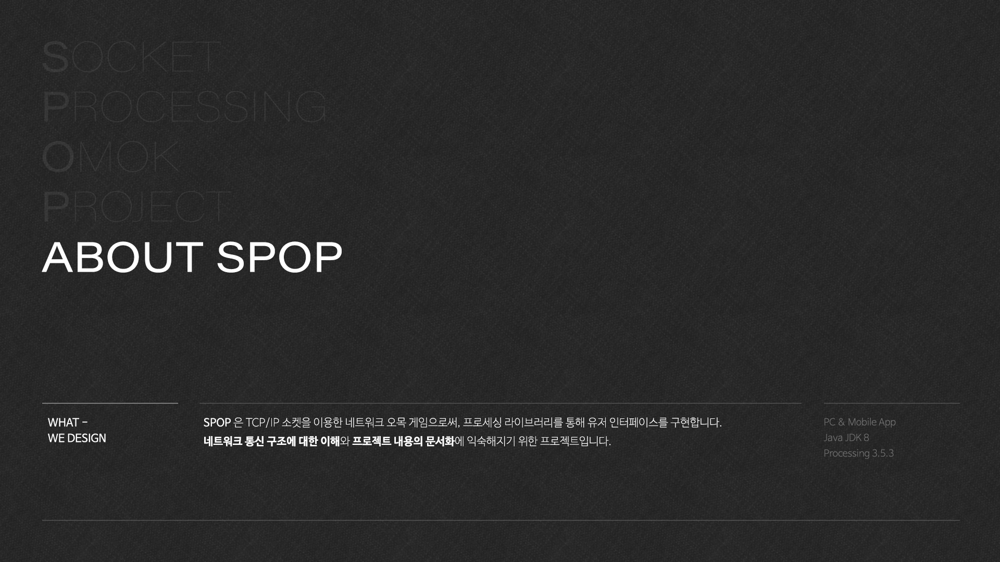 SOCKET
PROCESSING
OMOK
PROJECT
ABOUT SPOP
WHAT –
WE DESIGN
SPOP 은 TCP/IP 소켓을 이용한 네트워크 오목 게임으로써, 프로세싱 라이브러리를 통해 유저 인터페이스를 구현합니다.
네트워크 통신 구조에 대한 이해와 프로젝트 내용의 문서화에 익숙해지기 위한 프로젝트입니다.
PC & Mobile App
Java JDK 8
Processing 3.5.3